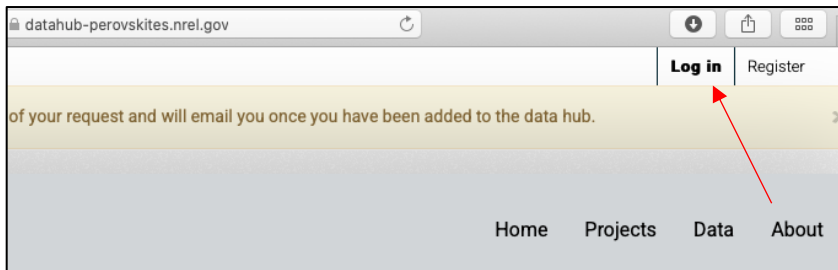 datahub-perovskites.nrel.gov
Log in Register
of your request and will email you once you have been added to the data hub.
Home Projects Data About